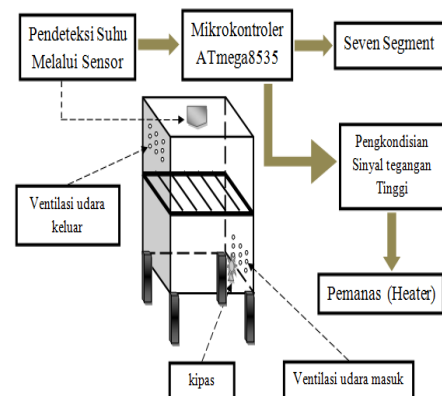 Pendeteksi Suhu
Melalui Sensor
Mikrokontroler
ATmega8535
Seven Segment
Pengkondisian
Sinyal tegangan
Tinggi
Ventilasi udara
keluar
Pemanas (Heater)
kipas
Ventilasi udara masuk